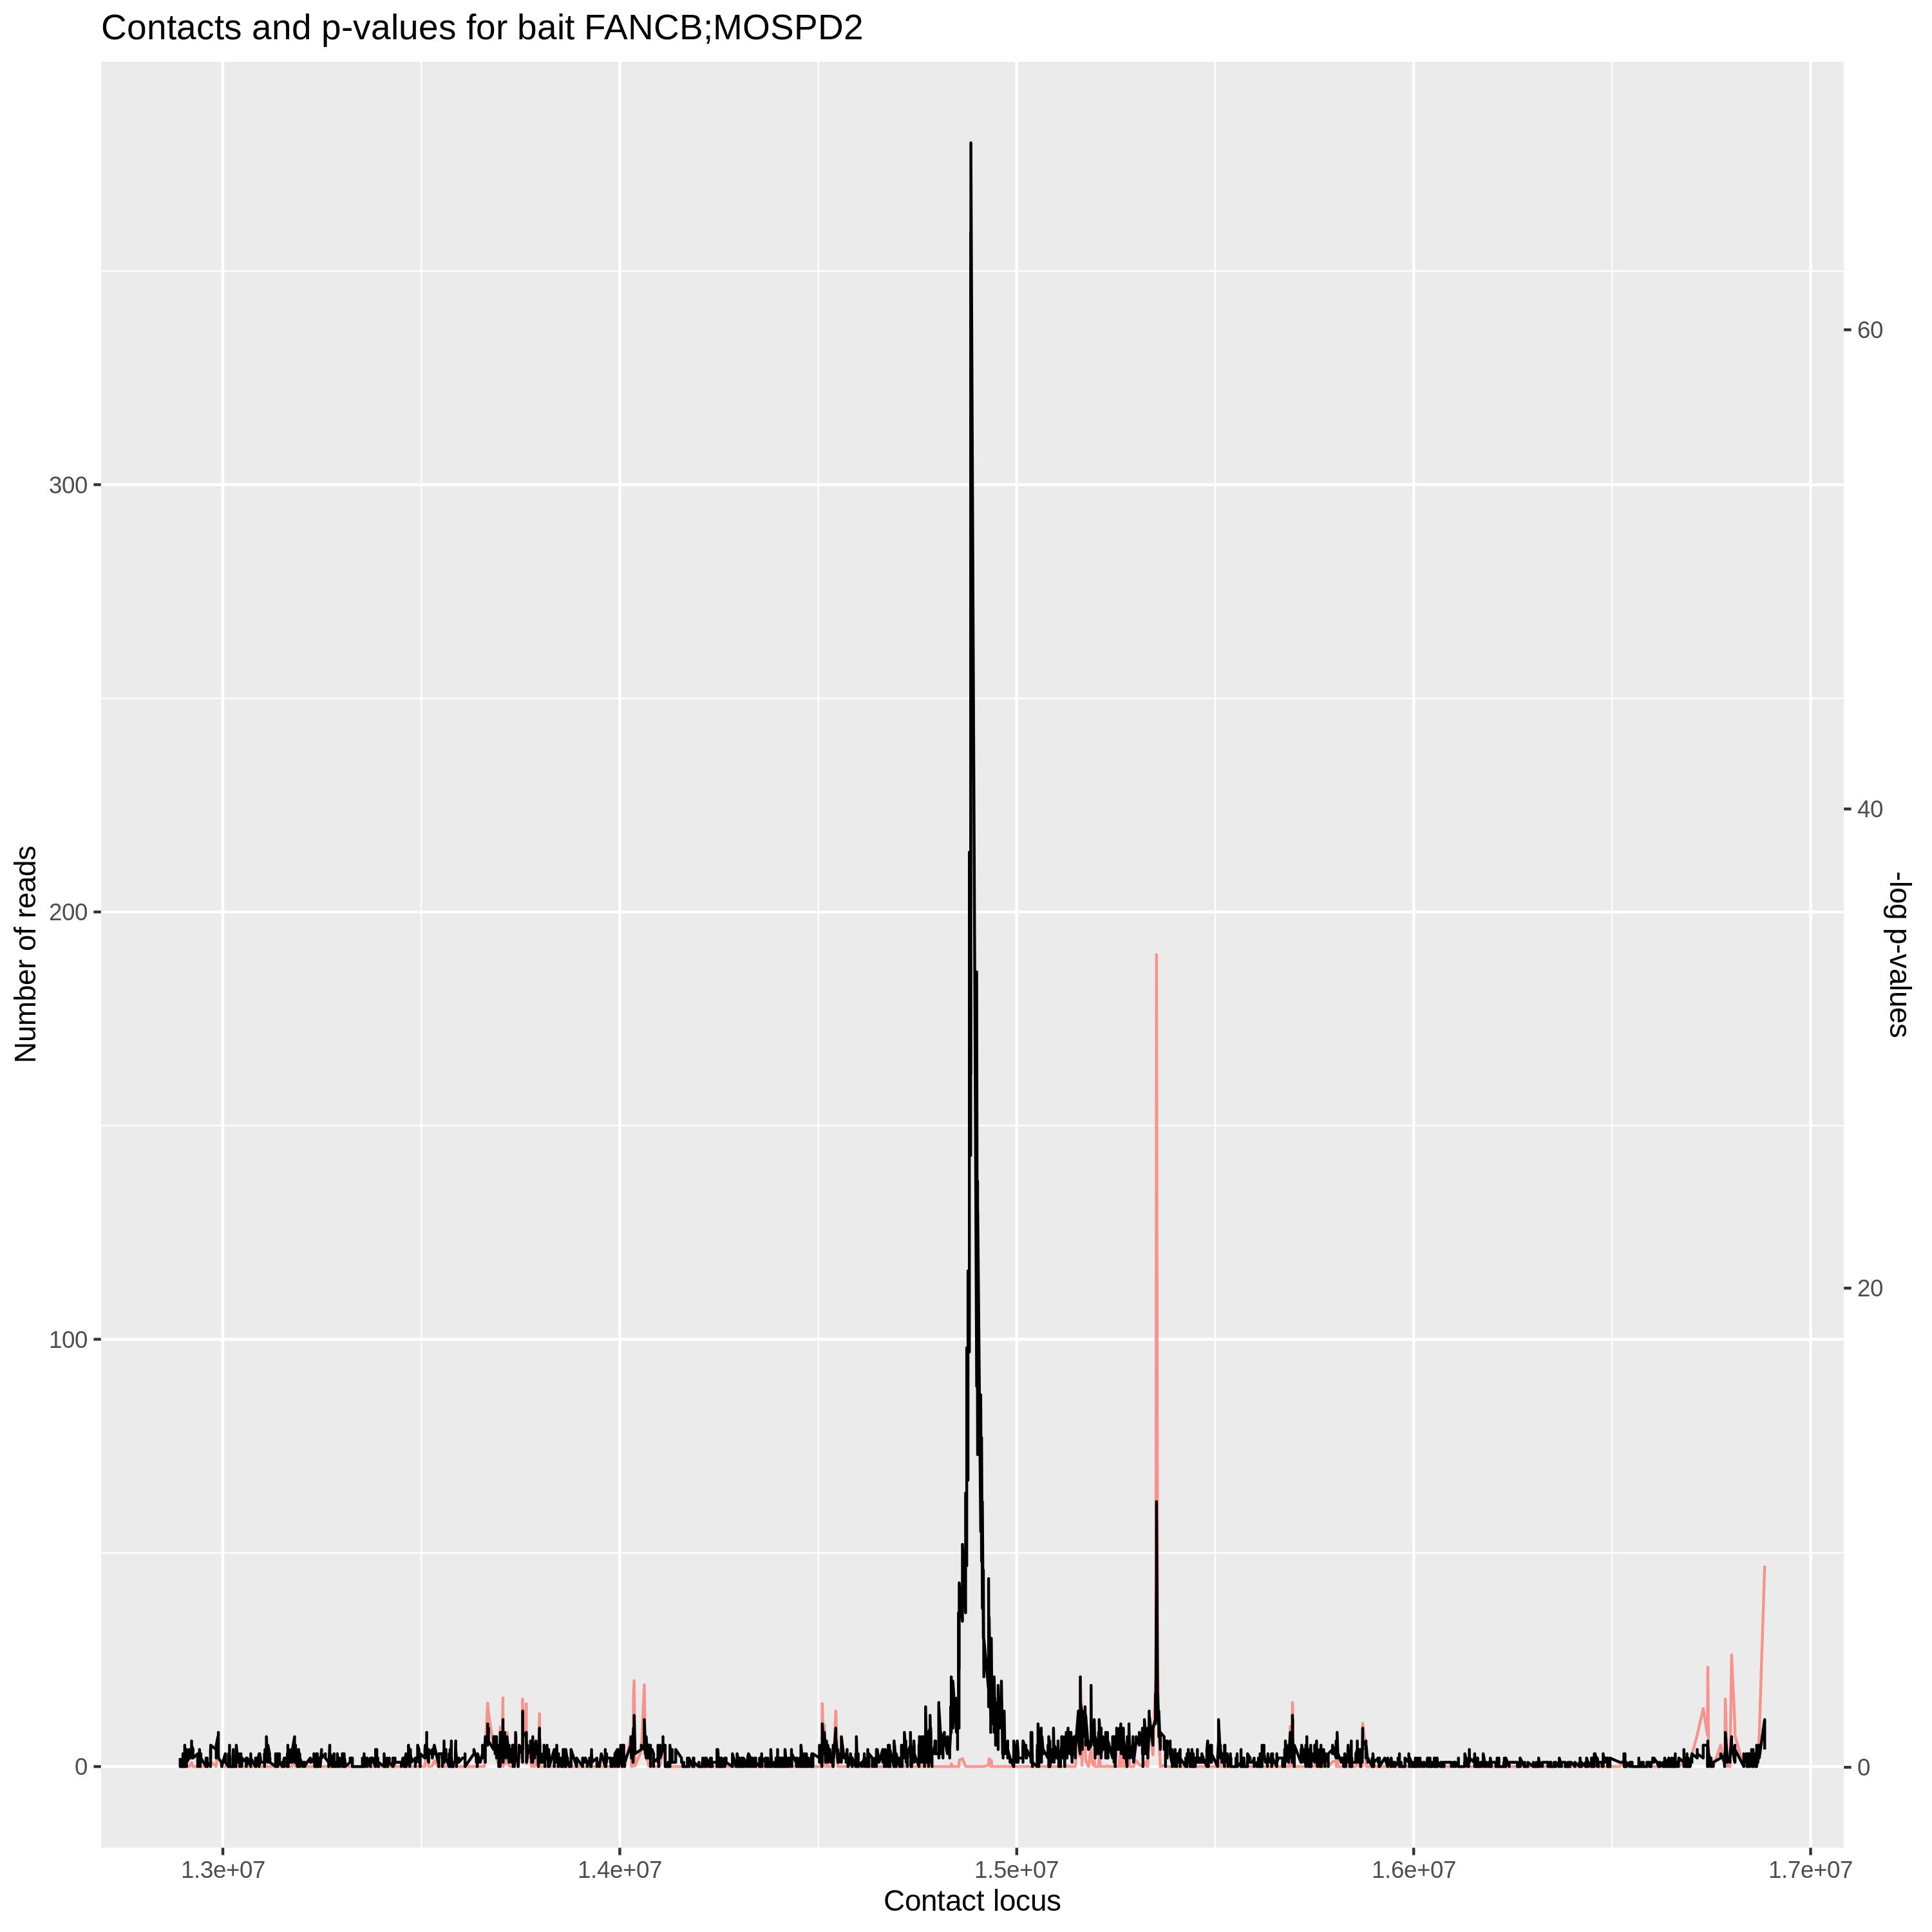 Contacts and p-values for bait FANCB;MOSPD2
Number of reads
300
200
100
0
60
40
20
0
-log p-values
1.3e+07
1.4e+07
1.5e+07
1.6e+07
1.7e+07
Contact locus